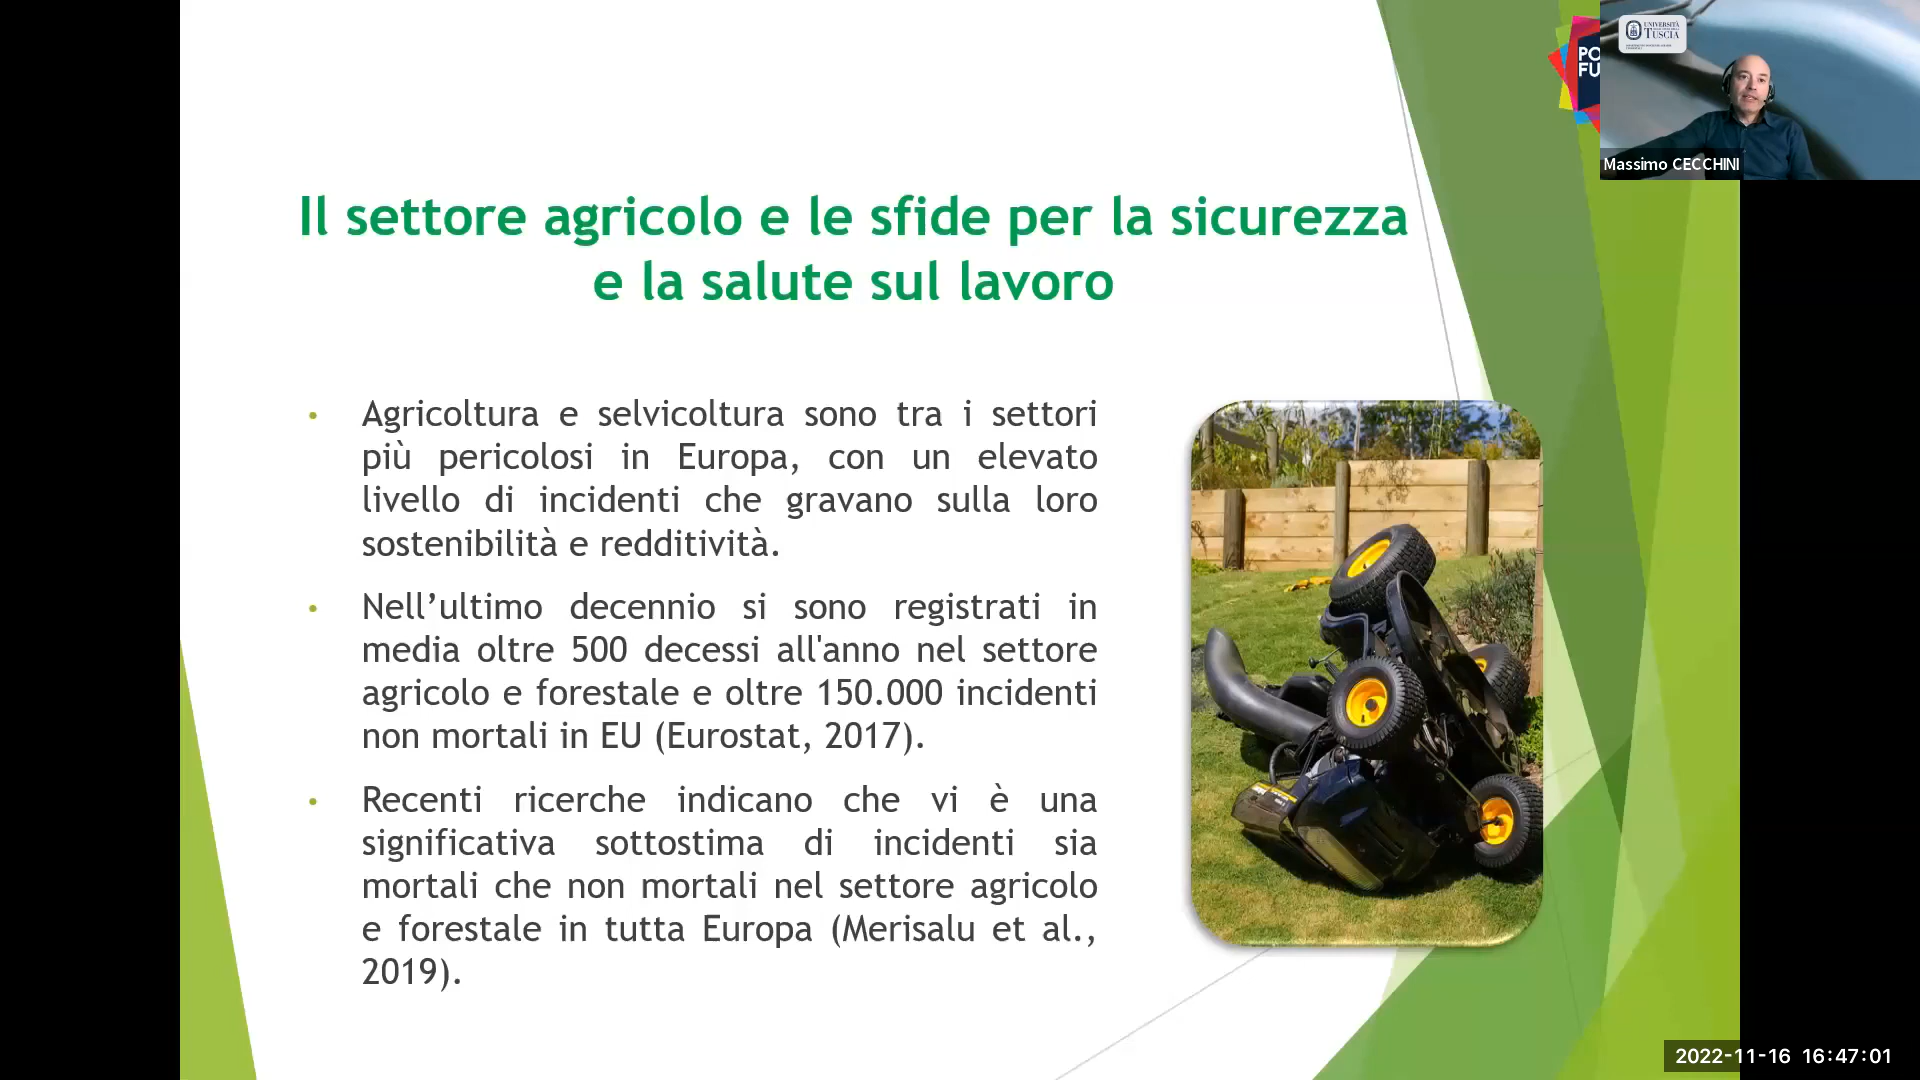 UNIVERSITÀ
TUSCIA
PO
FU
Massimo CECCHINI
Il settore agricolo e le sfide per la sicurezza
e la salute sul lavoro
• Agricoltura e selvicoltura sono tra i settori
più pericolosi in Europa, con un elevato
livello di incidenti che gravano sulla loro
sostenibilità e redditività.
• Nell’ultimo decennio si sono registrati in
media oltre 500 decessi all'anno nel settore
agricolo e forestale e oltre 150.000 incidenti
non mortali in EU (Eurostat, 2017).
• Recenti ricerche indicano che vi è una
significativa sottostima di incidenti sia
mortali che non mortali nel settore agricolo
e forestale in tutta Europa (Merisalu et al.,
2019).
2022-11-16 16:47:01